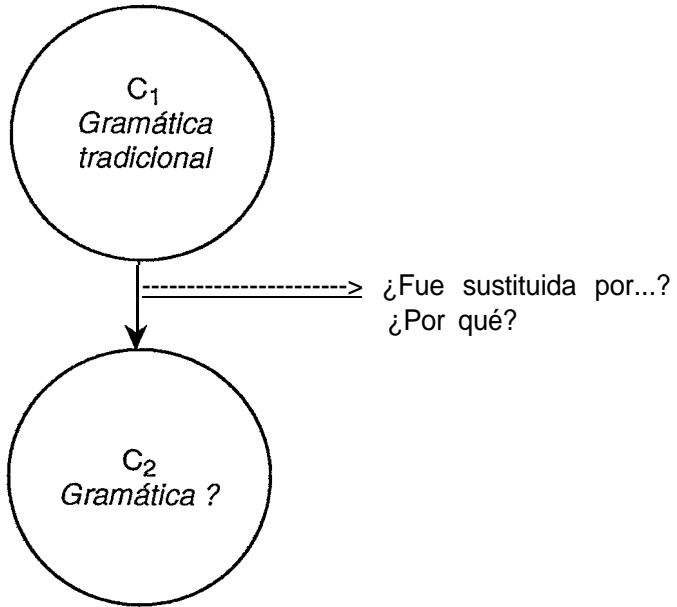 C₁
Gramática
tradicional
¿Fue sustituida por...?
¿Por qué?
C₂
Gramática ?